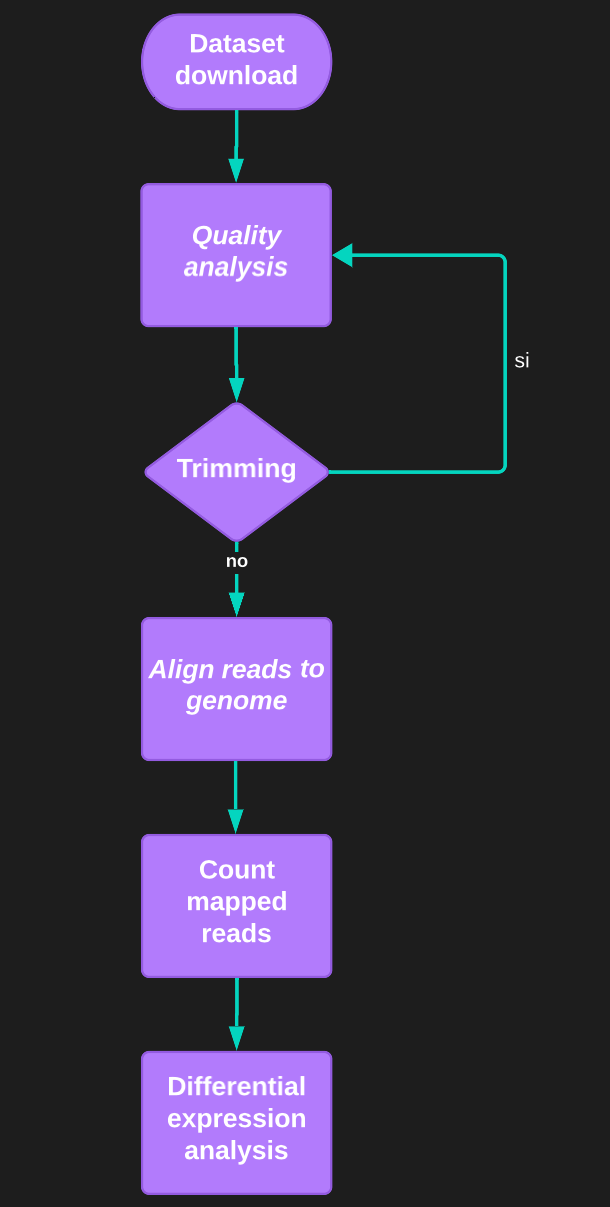 Dataset
download
Quality
analysis
si
Trimming
no
Align reads to
genome
Count
mapped
reads
Differential
expression
analysis